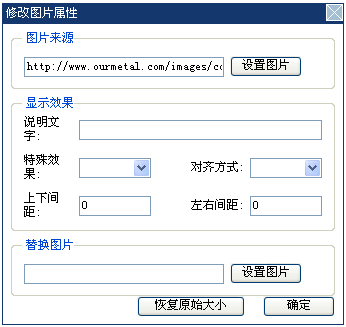 修改图片属性
图片来源
http://www.ourmetal.com/images/cc
设置图片
显示效果
说明文
字:
特殊效
果:
对齐方式:
上下间
距:
0
左右间距:
0
替换图片
设置图片
恢复原始大小
确定